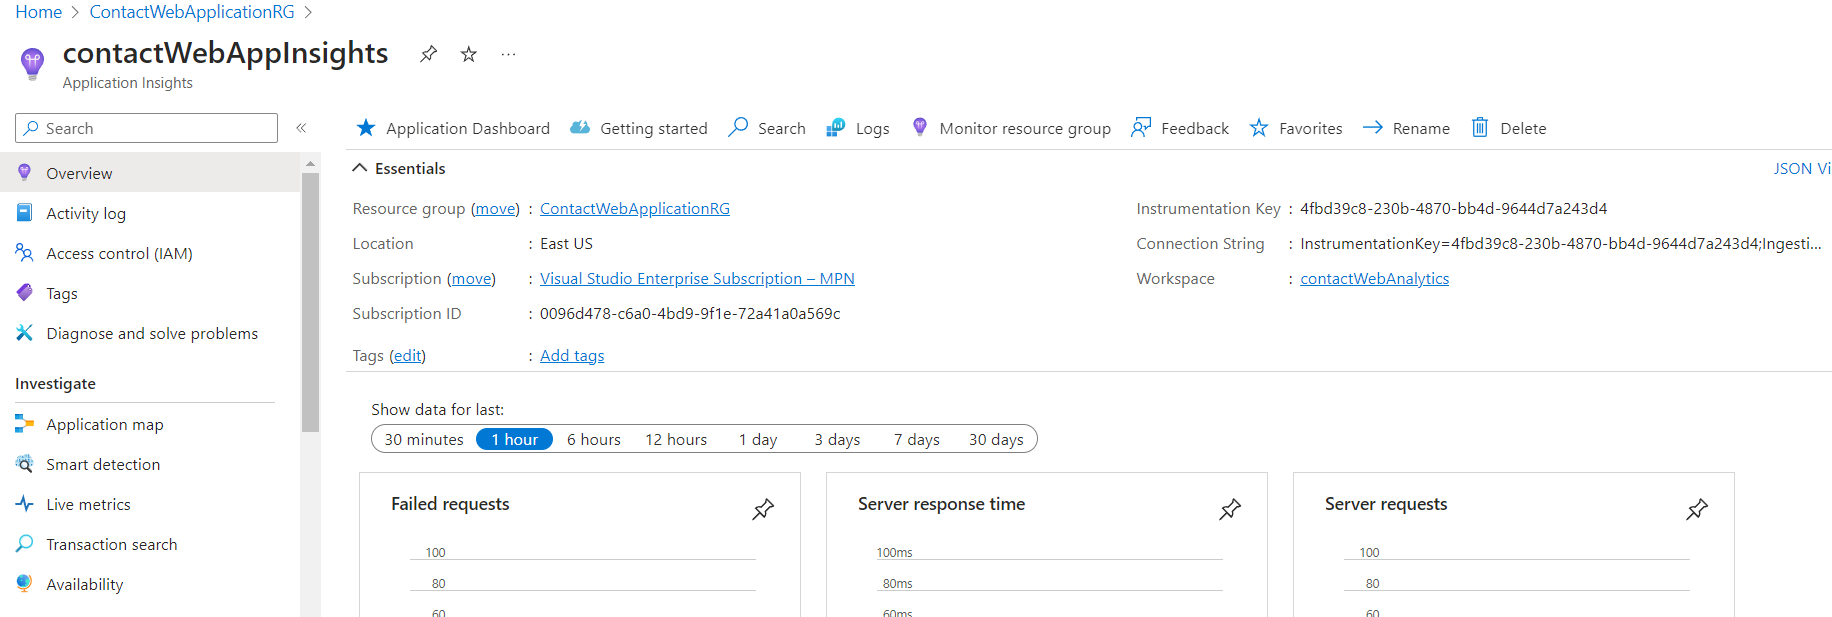 Home > ContactWebApplicationRG >
contactWebAppInsights ...
Application Insights
Search «
Application Dashboard Getting started Search Logs Monitor resource group Feedback Favorites Rename Delete
Overview
Activity log
Access control (IAM)
Tags
Diagnose and solve problems
Investigate
Application map
Smart detection
Live metrics
Transaction search
Availability
Essentials
JSON Vi
Resource group (move) : ContactWebApplicationRG
Location : East US
Subscription (move) : Visual Studio Enterprise Subscription – MPN
Subscription ID : 0096d478-c6a0-4bd9-9f1e-72a41a0a569c
Tags (edit) : Add tags
Instrumentation Key : 4fbd39c8-230b-4870-bb4d-9644d7a243d4
Connection String : InstrumentationKey=4fbd39c8-230b-4870-bb4d-9644d7a243d4;Ingesti...
Workspace : contactWebAnalytics
Show data for last:
30 minutes 1 hour 6 hours 12 hours 1 day 3 days 7 days 30 days
Failed requests
100
80
60
Server response time
100ms
80ms
60ms
Server requests
100
80
60